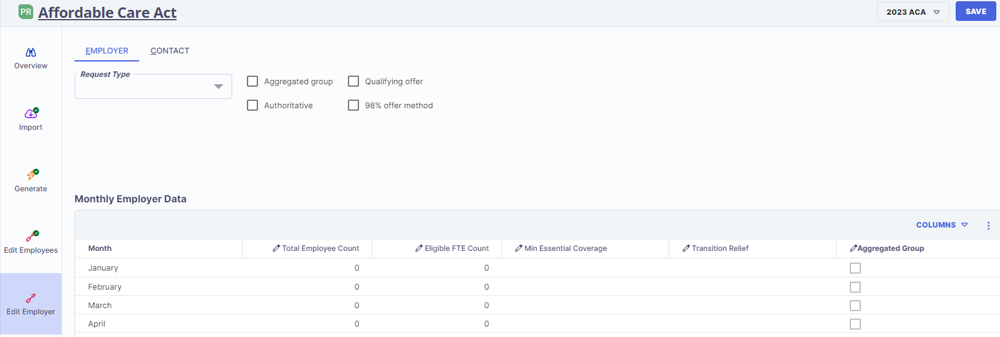 PR Affordable Care Act
2023 ACA
SAVE
Overview
Import
Generate
Edit Employees
Edit Employer
EMPLOYER CONTACT
Request Type
Aggregated group Qualifying offer
Authoritative 98% offer method
Monthly Employer Data
COLUMNS
Month Total Employee Count Eligible FTE Count Min Essential Coverage Transition Relief Aggregated Group
January 0 0
February 0 0
March 0 0
April 0 0